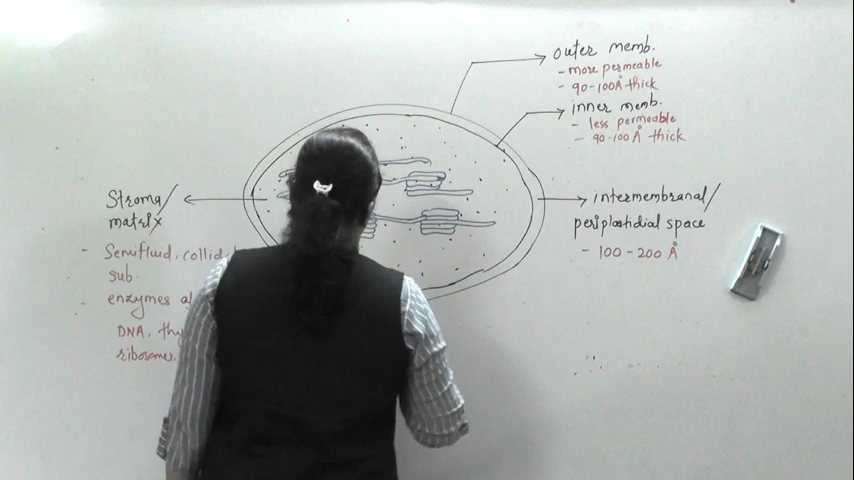 outer memb.
- more permeable
- 90-100Å thick
inner memb.
- less permeable
- 90-100 Å thick
Stroma/
matrix
- Semifluid, collid
sub.
- enzymes
DNA,
ribosomes,
intermembranal/
periplastidial space
- 100-200 Å